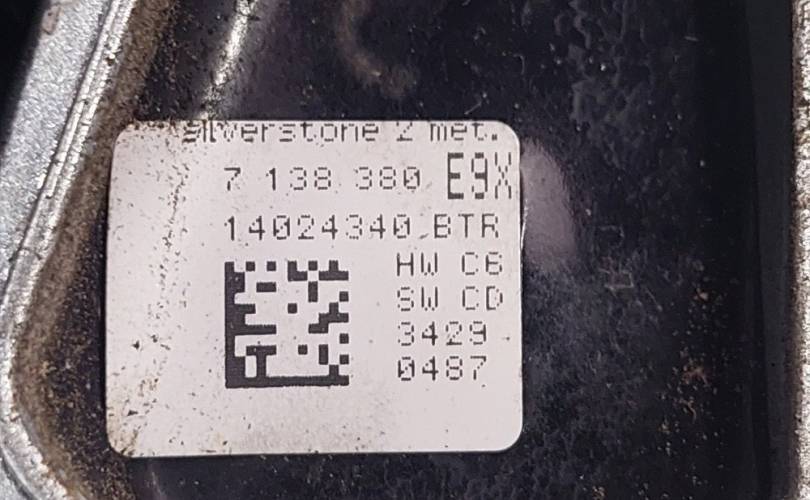 silverstone 2 met.
7 138 380 E9X
14024340.BTR
HW C6
SW CD
3429
0487